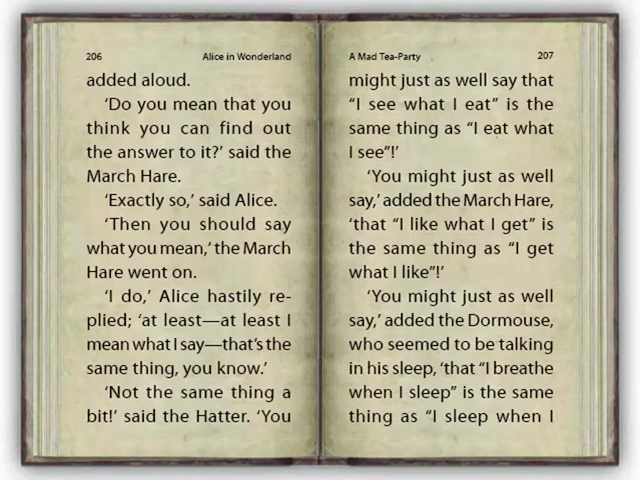 206 Alice in Wonderland
added aloud.
‘Do you mean that you
think you can find out
the answer to it?’ said the
March Hare.
‘Exactly so,’ said Alice.
‘Then you should say
what you mean,’ the March
Hare went on.
‘I do,’ Alice hastily re-
plied; ‘at least—at least I
mean what I say—that’s the
same thing, you know.’
‘Not the same thing a
bit!’ said the Hatter. ‘You
A Mad Tea-Party 207
might just as well say that
“I see what I eat” is the
same thing as “I eat what
I see”!’
‘You might just as well
say,’ added the March Hare,
‘that “I like what I get” is
the same thing as “I get
what I like”!’
‘You might just as well
say,’ added the Dormouse,
who seemed to be talking
in his sleep, ‘that “I breathe
when I sleep” is the same
thing as “I sleep when I